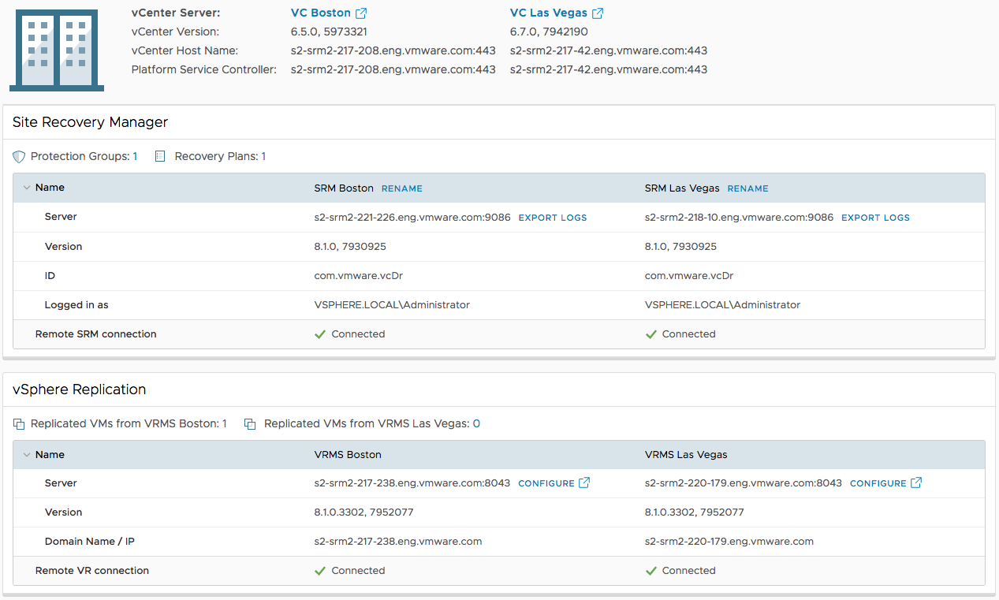 vCenter Server: VC Boston VC Las Vegas
vCenter Version: 6.5.0, 5973321 6.7.0, 7942190
vCenter Host Name: s2-srm2-217-208.eng.vmware.com:443 s2-srm2-217-42.eng.vmware.com:443
Platform Service Controller: s2-srm2-217-208.eng.vmware.com:443 s2-srm2-217-42.eng.vmware.com:443
Site Recovery Manager
Protection Groups: 1 Recovery Plans: 1
Name SRM Boston RENAME SRM Las Vegas RENAME
Server s2-srm2-221-226.eng.vmware.com:9086 EXPORT LOGS s2-srm2-218-10.eng.vmware.com:9086 EXPORT LOGS
Version 8.1.0, 7930925 8.1.0, 7930925
ID com.vmware.vcDr com.vmware.vcDr
Logged in as VSPHERE.LOCAL\Administrator VSPHERE.LOCAL\Administrator
Remote SRM connection Connected Connected
vSphere Replication
Replicated VMs from VRMS Boston: 1 Replicated VMs from VRMS Las Vegas: 0
Name VRMS Boston VRMS Las Vegas
Server s2-srm2-217-238.eng.vmware.com:8043 CONFIGURE s2-srm2-220-179.eng.vmware.com:8043 CONFIGURE
Version 8.1.0.3302, 7952077 8.1.0.3302, 7952077
Domain Name / IP s2-srm2-217-238.eng.vmware.com s2-srm2-220-179.eng.vmware.com
Remote VR connection Connected Connected